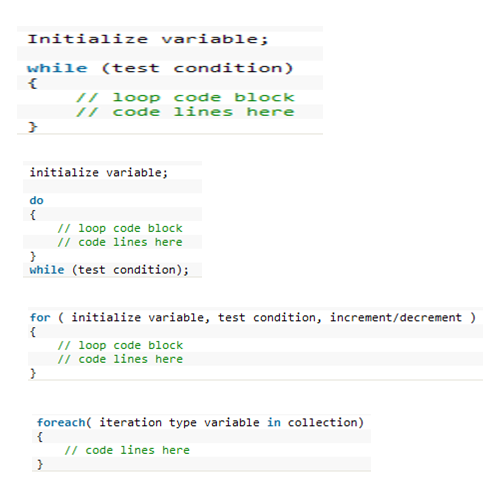 Initialize variable;
while (test condition)
{
// loop code block
// code lines here
}
initialize variable;
do
{
// loop code block
// code lines here
}
while (test condition);
for ( initialize variable, test condition, increment/decrement )
{
// loop code block
// code lines here
}
foreach( iteration type variable in collection)
{
// code lines here
}